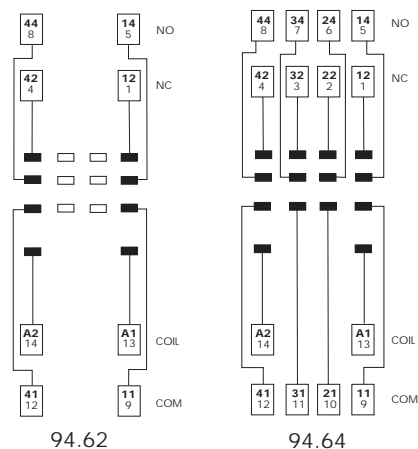 44 14 NO
8 5
42 12 NC
4 1
A2 A1 COIL
14 13
41 11 COM
12 9
94.62
44 34 24 14 NO
8 7 6 5
42 32 22 12 NC
4 3 2 1
A2 A1 COIL
14 13
41 31 21 11 COM
12 11 10 9
94.64